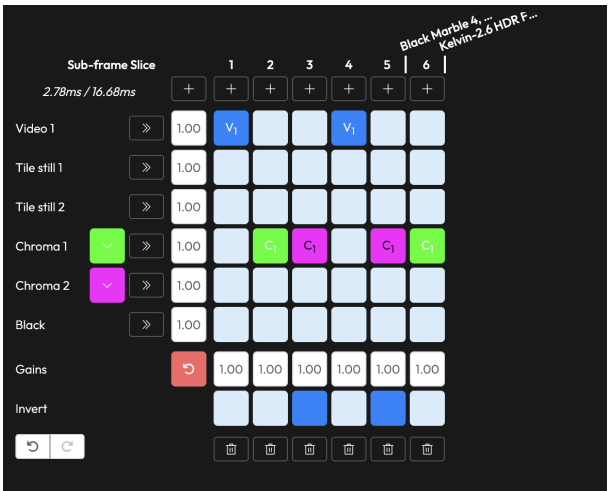 Black Marble 4, ...
Kelvin-2.6 HDR F...
Sub-frame Slice 1 2 3 4 5 6
2.78ms / 16.68ms + + + + + + +
Video 1 1.00 V1 V1
Tile still 1 1.00
Tile still 2 1.00
Chroma 1 1.00 C1 C1 C1 C1
Chroma 2 1.00
Black 1.00
Gains 1.00 1.00 1.00 1.00 1.00 1.00
Invert